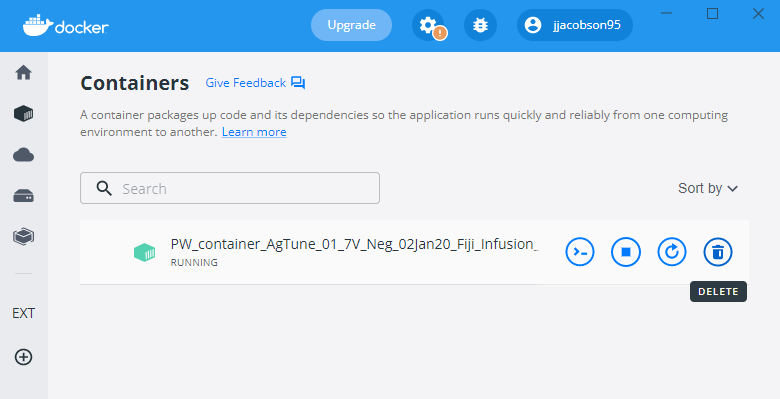 docker
Upgrade
!
jjacobson95
Containers
Give Feedback
A container packages up code and its dependencies so the application runs quickly and reliably from one computing
environment to another. Learn more
Search
Sort by
PW_container_AgTune_01_7V_Neg_02Jan20_Fiji_Infusion_
RUNNING
DELETE
EXT